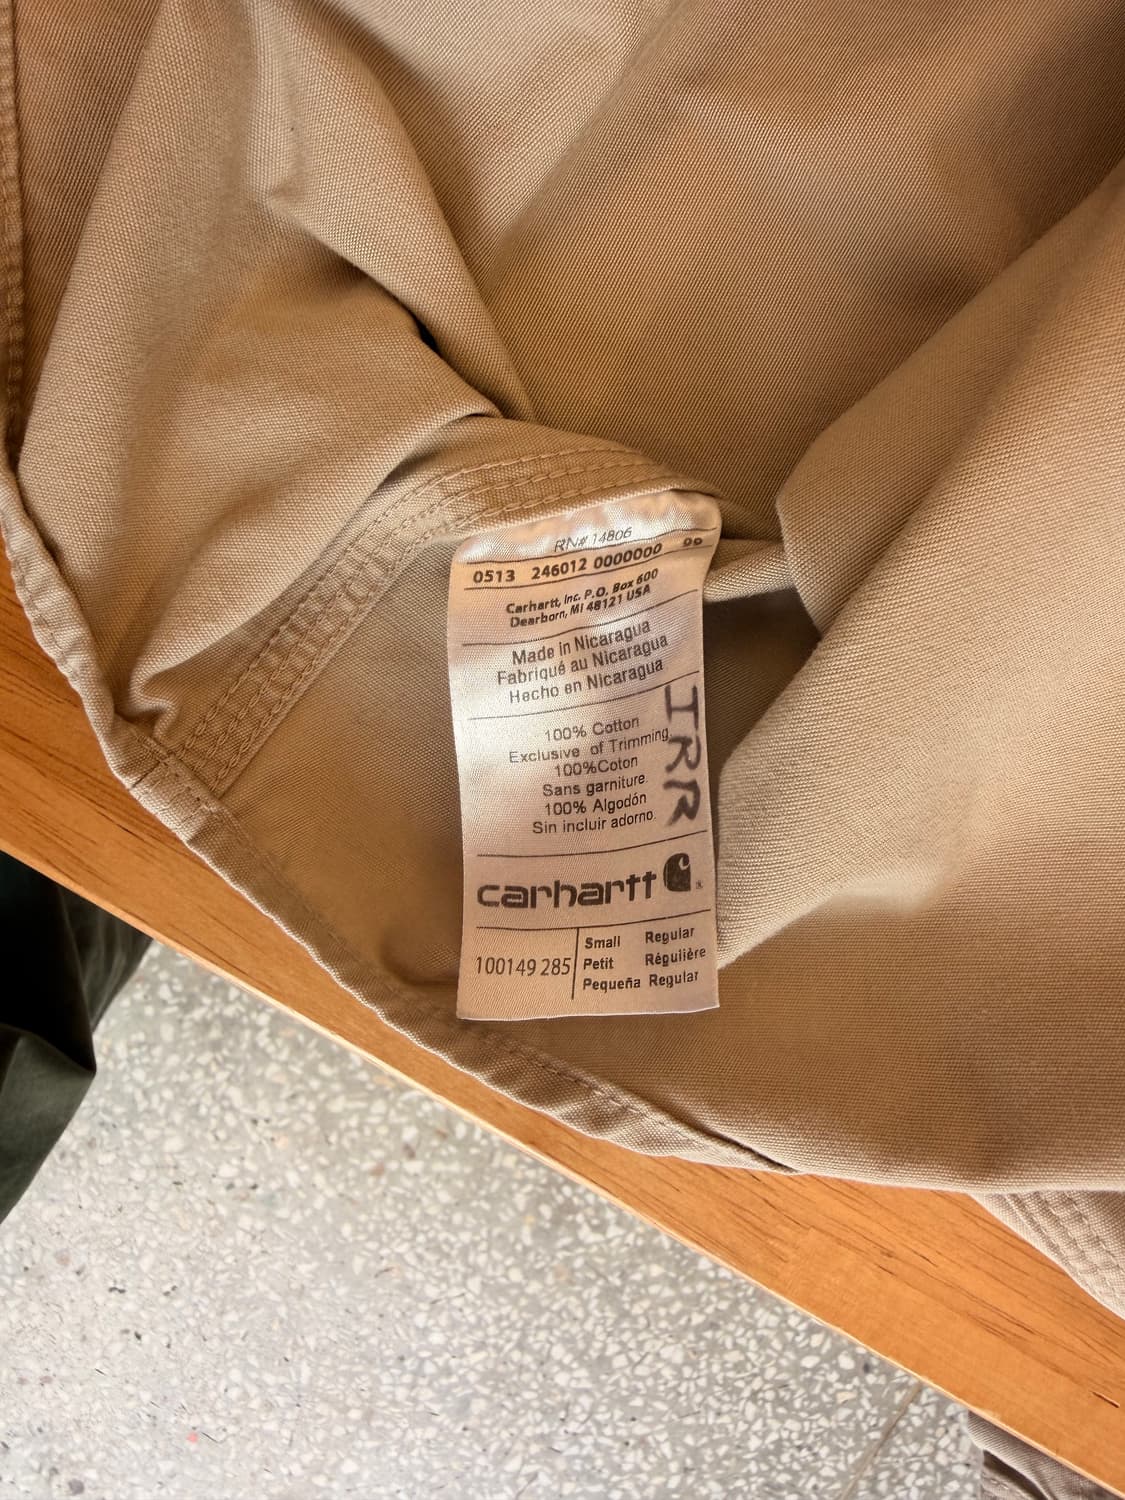 RN# 14806
0513 246012 0000000 06
Carhartt, Inc. P.O. Box 600
Dearborn, MI 48121 USA
Made in Nicaragua
Fabriqué au Nicaragua
Hecho en Nicaragua
100% Cotton
Exclusive of Trimming
100%Coton
Sans garniture.
100% Algodón
Sin incluir adorno.
IRR
carhartt ®
100149 285
Small Regular
Petit Régulière
Pequeña Regular